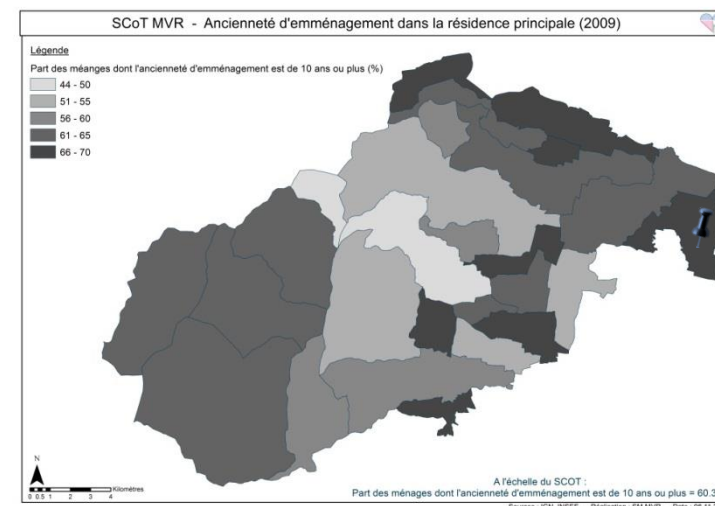 SCoT MVR - Ancienneté d'emménagement dans la résidence principale (2009)
Légende
Part des méanges dont l'ancienneté d'emménagement est de 10 ans ou plus (%)
44 - 50
51 - 55
56 - 60
61 - 65
66 - 70
N
0 0.5 1 2 3 4 Kilomètres
A l'échelle du SCOT :
Part des ménages dont l'ancienneté d'emménagement est de 10 ans ou plus = 60.3